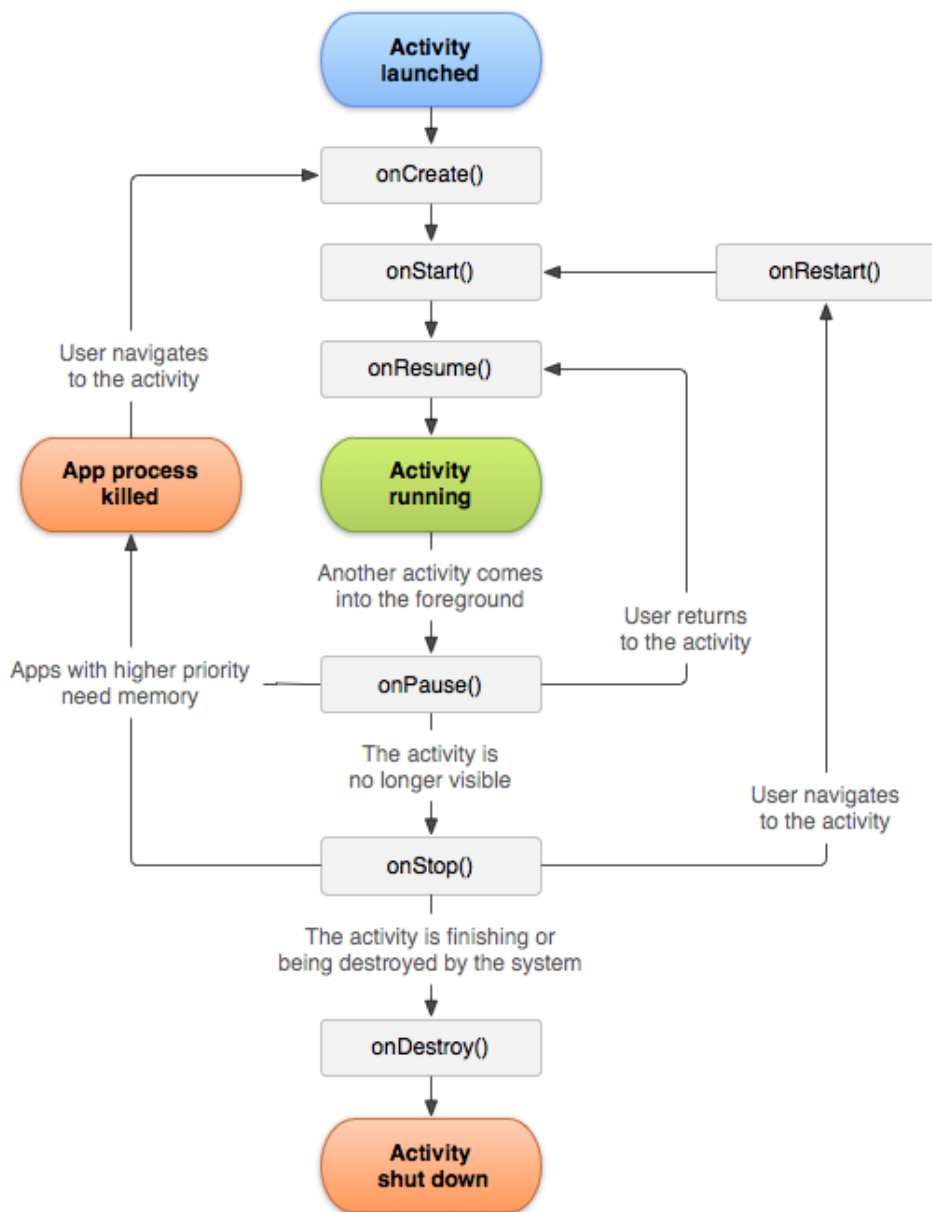 Activity
launched
onCreate()
onStart()
onRestart()
onResume()
User navigates
to the activity
App process
killed
Activity
running
Another activity comes
into the foreground
User returns
to the activity
Apps with higher priority
need memory
onPause()
The activity is
no longer visible
User navigates
to the activity
onStop()
The activity is finishing or
being destroyed by the system
onDestroy()
Activity
shut down